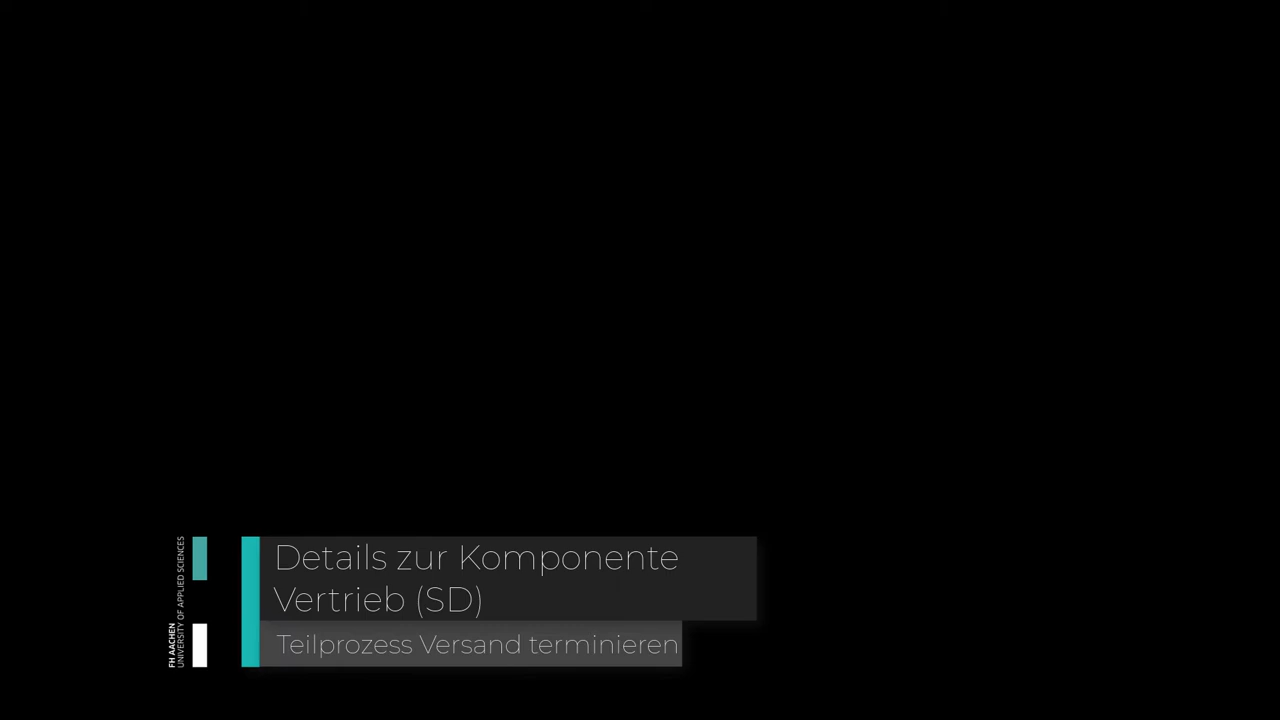 FH AACHEN
UNIVERSITY OF APPLIED SCIENCES
Details zur Komponente
Vertrieb (SD)
Teilprozess Versand terminieren